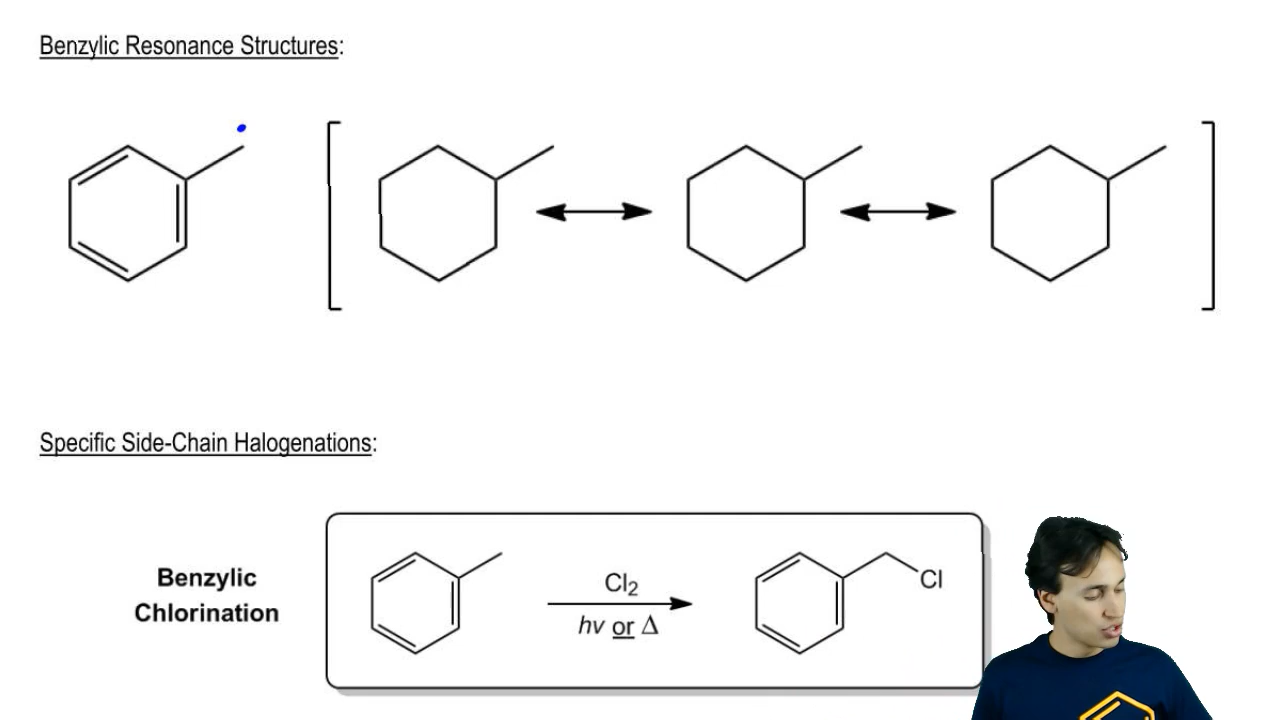 Benzylic Resonance Structures:
Specific Side-Chain Halogenations:
Benzylic
Chlorination
Cl₂
hv or Δ
Cl